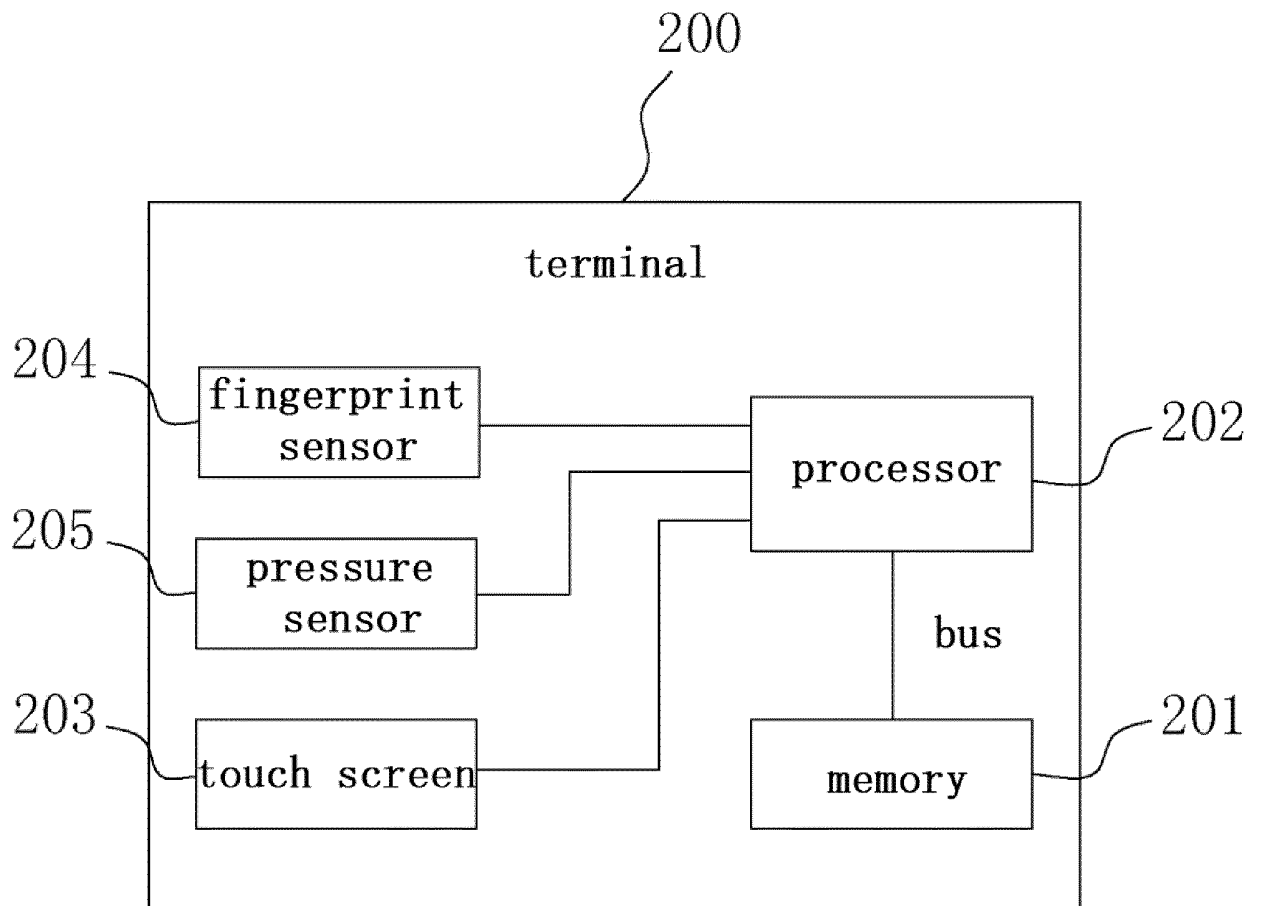 200
terminal
204
fingerprint
sensor
202
processor
205
pressure
sensor
bus
203
touch screen
201
memory